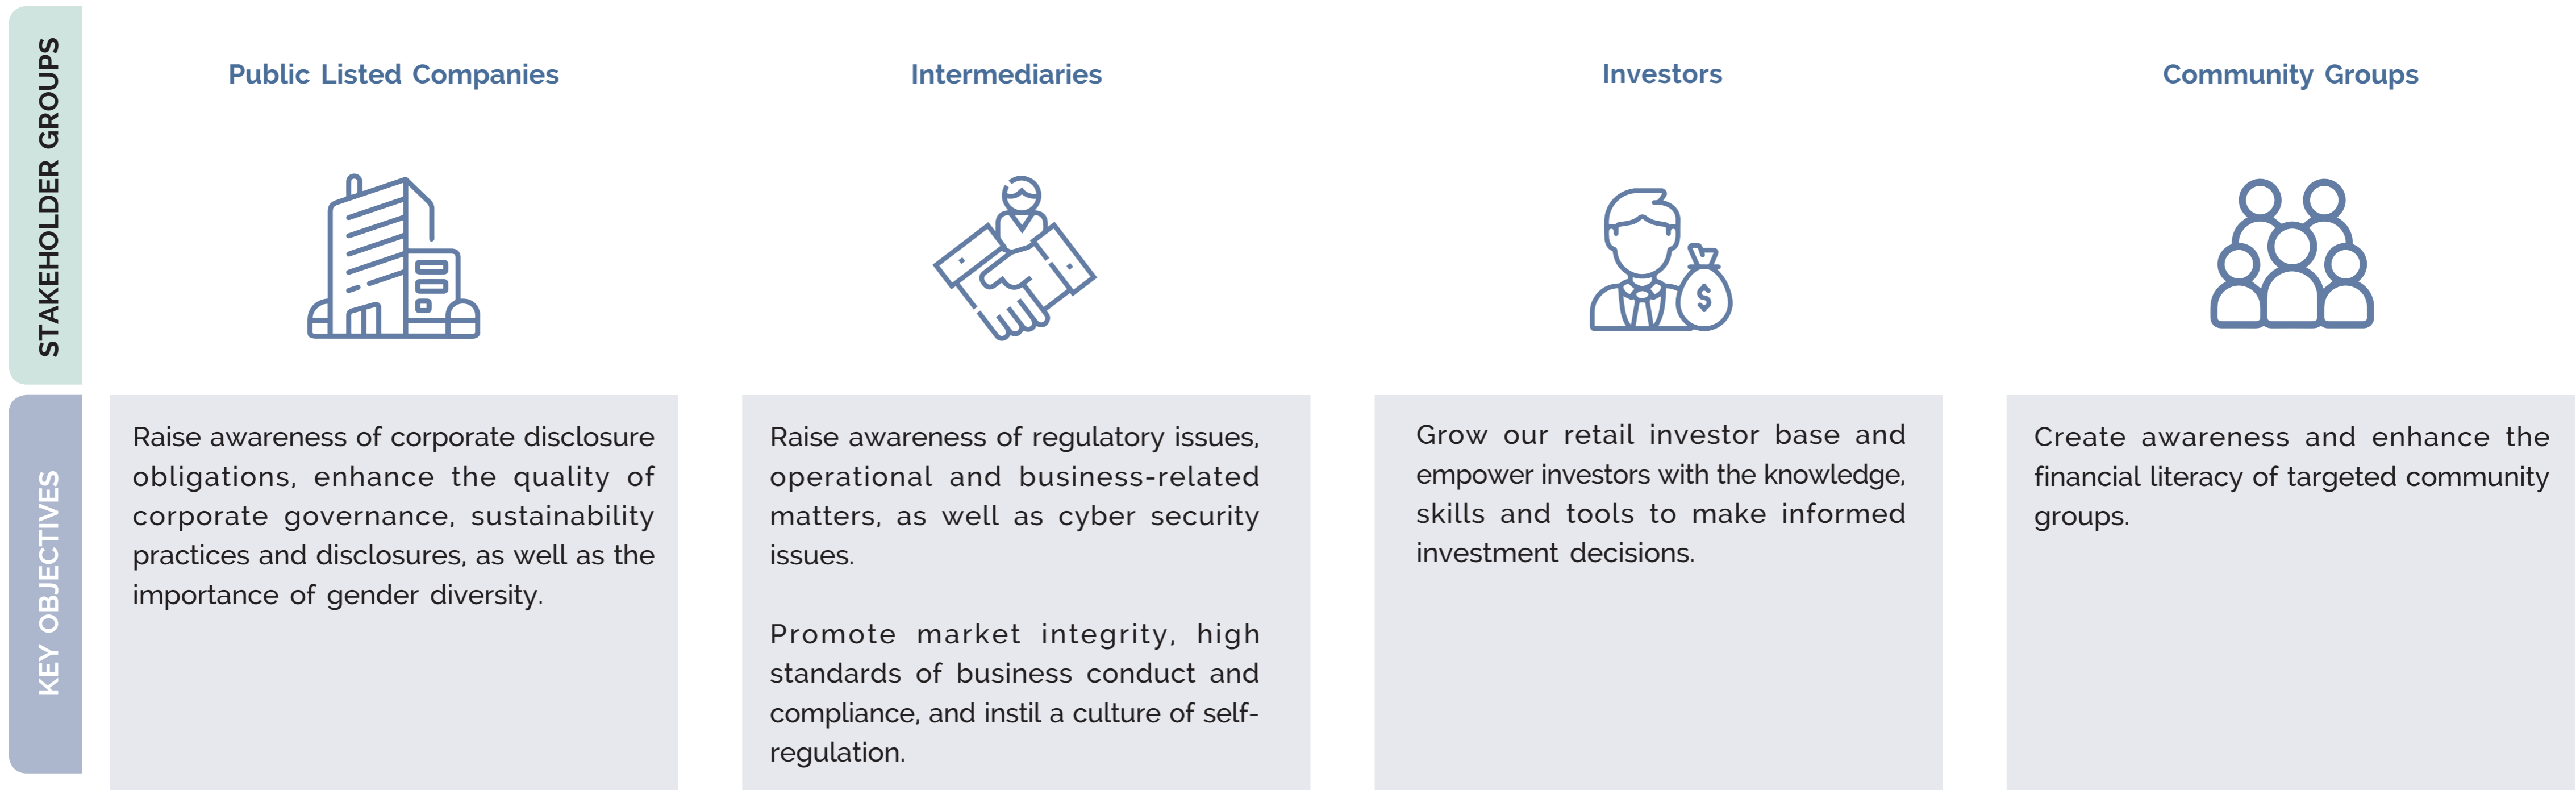 STAKEHOLDER GROUPS
Public Listed Companies
Intermediaries
Investors
Community Groups
$
KEY OBJECTIVES
Raise awareness of corporate disclosure
obligations, enhance the quality of
corporate governance, sustainability
practices and disclosures, as well as the
importance of gender diversity.
Raise awareness of regulatory issues,
operational and business-related
matters, as well as cyber security
issues.
Promote market integrity, high
standards of business conduct and
compliance, and instil a culture of self-
regulation.
Grow our retail investor base and
empower investors with the knowledge,
skills and tools to make informed
investment decisions.
Create awareness and enhance the
financial literacy of targeted community
groups.